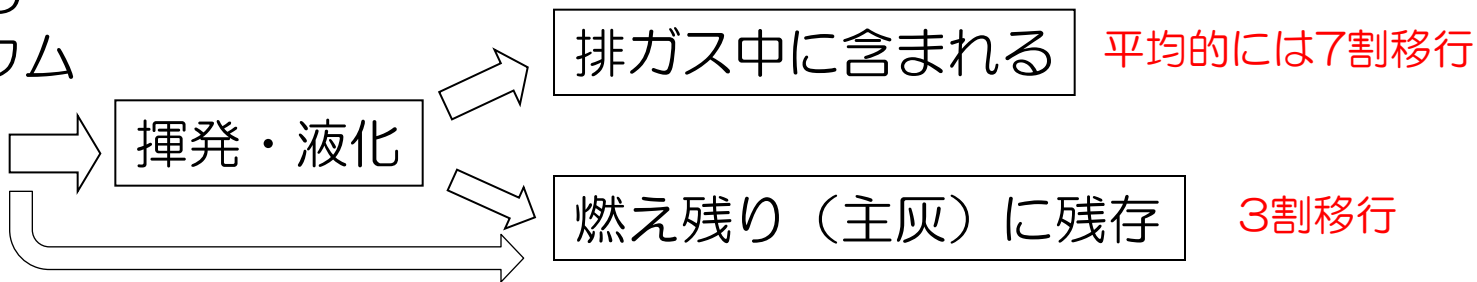 ウム
揮発・液化
排ガス中に含まれる
平均的には7割移行
燃え残り（主灰）に残存
3割移行